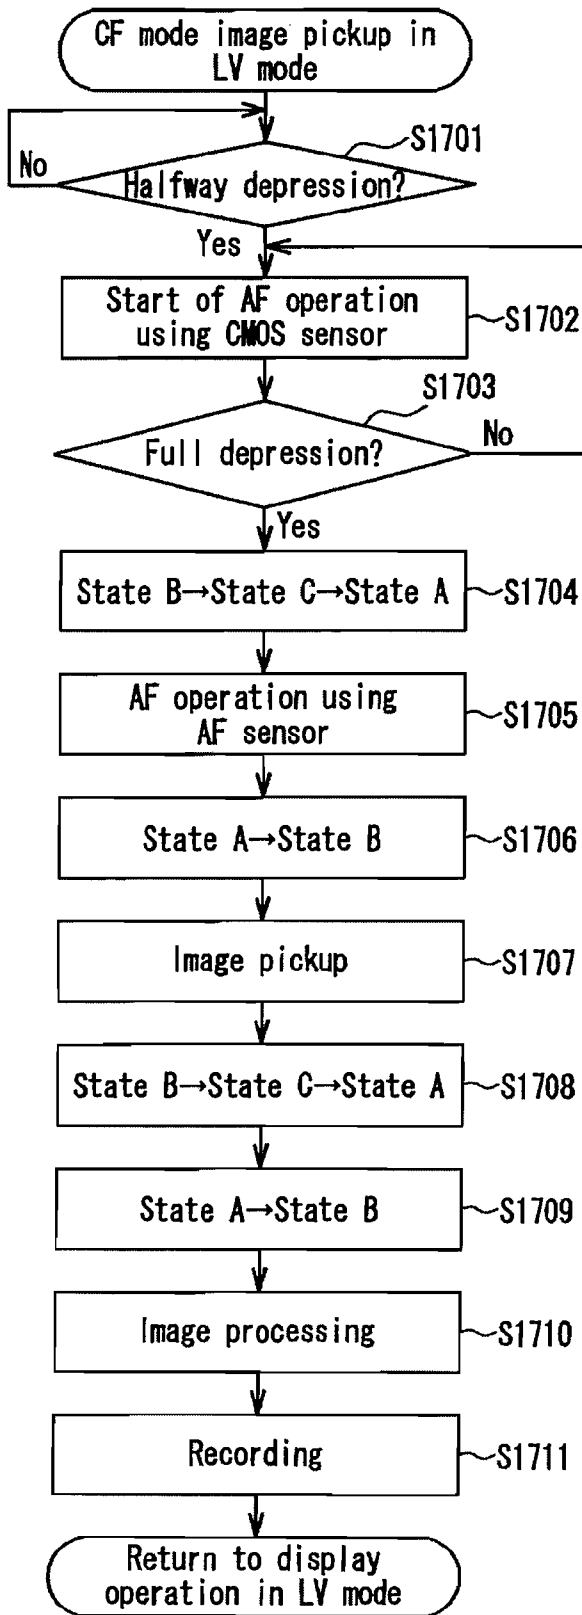 CF mode image pickup in
LV mode
S1701
No
Halfway depression?
Yes
Start of AF operation
using CMOS sensor
S1702
S1703
Full depression?
No
Yes
State B→State C→State A
S1704
AF operation using
AF sensor
S1705
State A→State B
S1706
Image pickup
S1707
State B→State C→State A
S1708
State A→State B
S1709
Image processing
S1710
Recording
S1711
Return to display
operation in LV mode